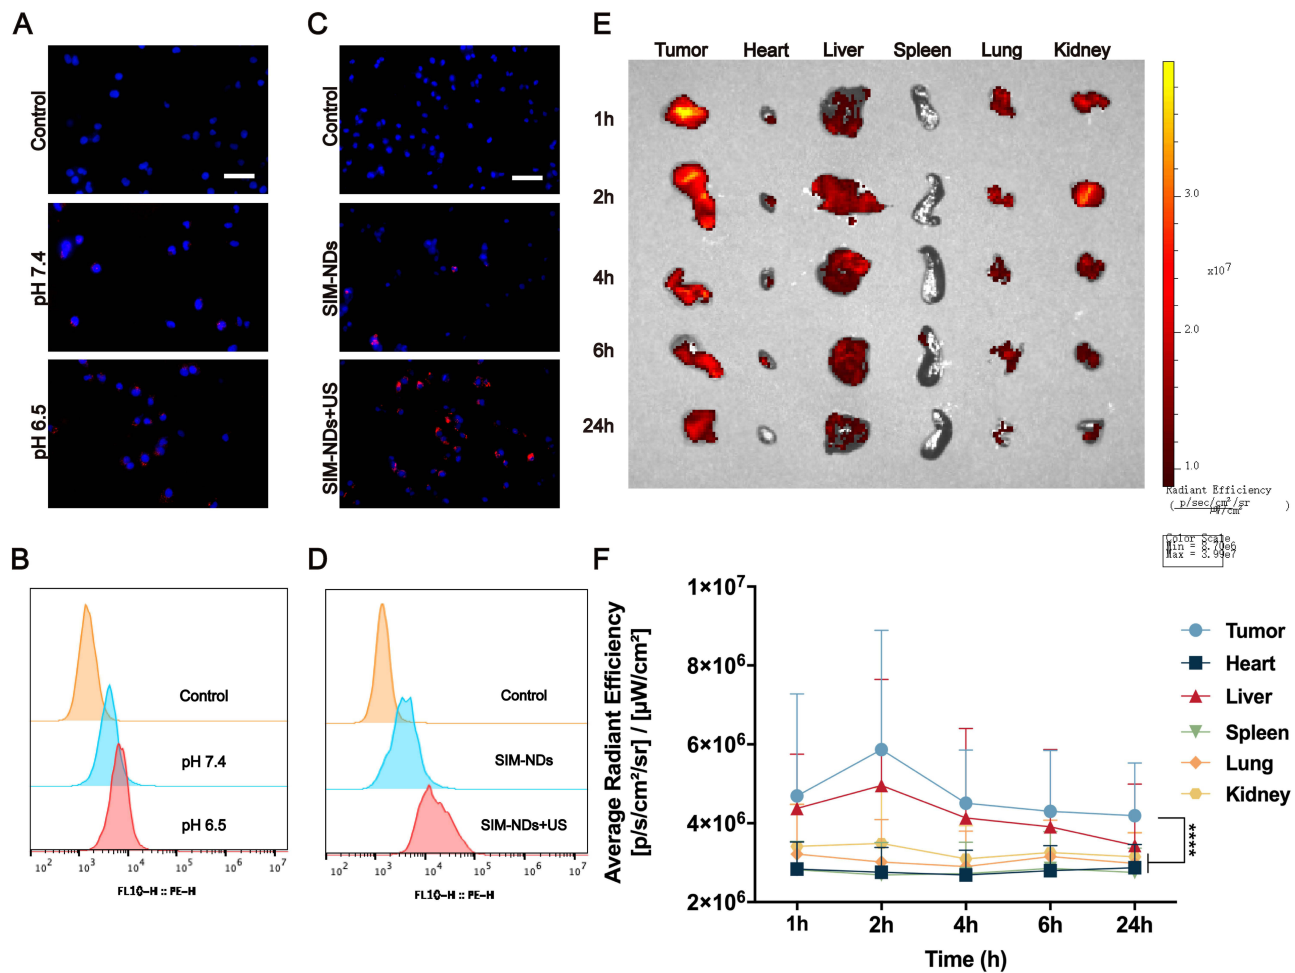 A
Control
pH 7.4
pH 6.5
C
Control
SIM-NDs
SIM-NDs+US
E
Tumor Heart Liver Spleen Lung Kidney
1h
2h
4h
6h
24h
3.0
x10⁷
2.0
1.0
Radiant Efficiency
Color Scale
Max = 3.99e7
B
Control
pH 7.4
pH 6.5
10² 10³ 10⁴ 10⁵ 10⁶ 10⁷
FL10-H :: PE-H
D
Control
SIM-NDs
SIM-NDs+US
10² 10³ 10⁴ 10⁵ 10⁶ 10⁷
FL10-H :: PE-H
F
Average Radiant Efficiency
[p/s/cm²/sr] / [μW/cm²]
1×10⁷
8×10⁶
6×10⁶
4×10⁶
2×10⁶
1h 2h 4h 6h 24h
Time (h)
****
Tumor
Heart
Liver
Spleen
Lung
Kidney